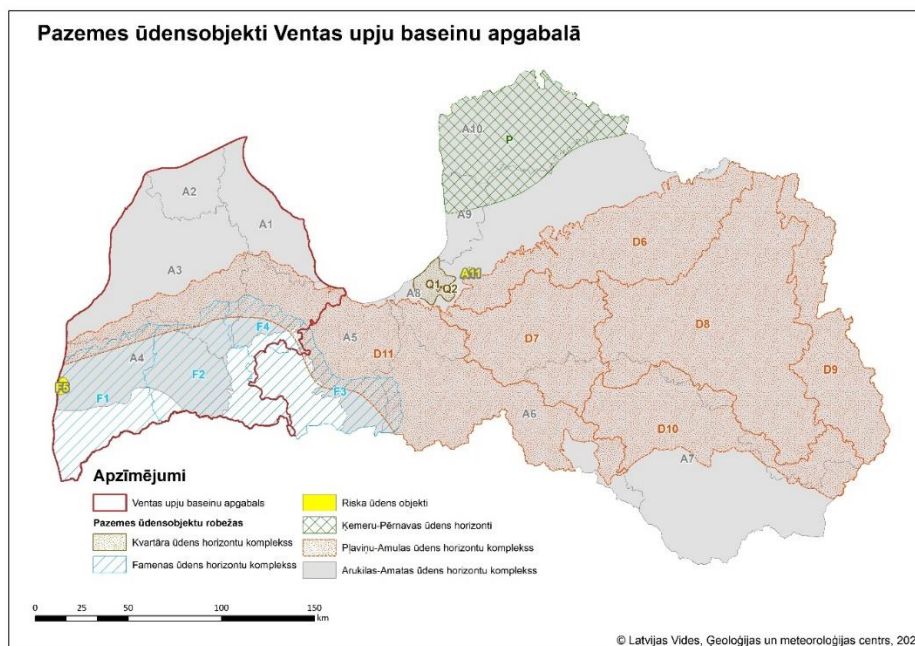 Pazemes ūdensobjekti Ventas upju baseinu apgabalā
A10
P
A2
A1
A9
A3
D6
A11
Q1
Q2
A8
F4
A5
D7
D8
A4
D11
D9
F5
F2
F1
F3
A6
D10
A7
Apzīmējumi
Ventas upju baseinu apgabals
Pazemes ūdensobjektu robežas
Kvartāra ūdens horizontu komplekss
Famenas ūdens horizontu komplekss
Riska ūdens objekti
Ķemeru-Pērnavas ūdens horizonti
Pļaviņu-Amulas ūdens horizontu komplekss
Arukilas-Amatas ūdens horizontu komplekss
0 25 50 100 150
km
© Latvijas Vides, Ģeoloģijas un meteoroloģijas centrs, 202